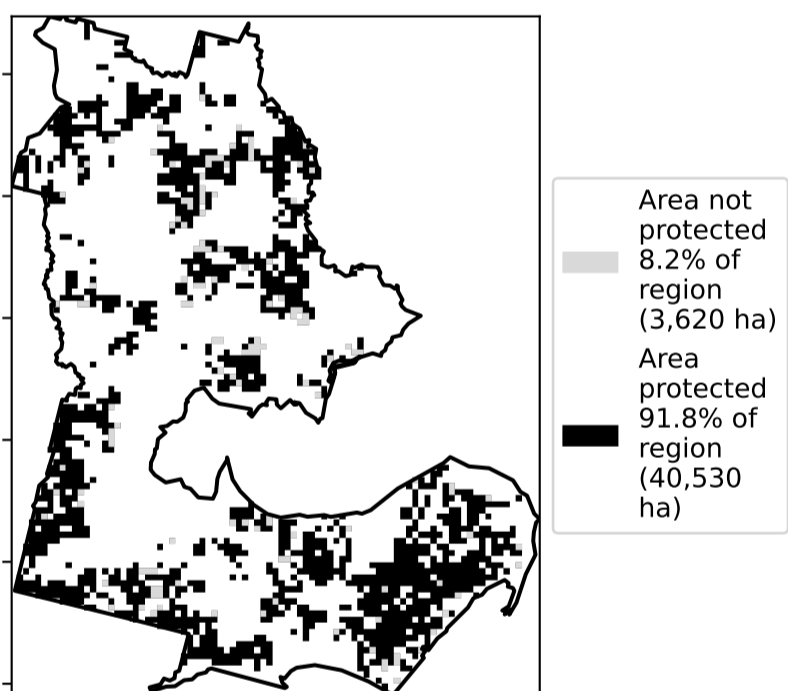 Area not
protected
8.2% of
region
(3,620 ha)
Area
protected
91.8% of
region
(40,530
ha)